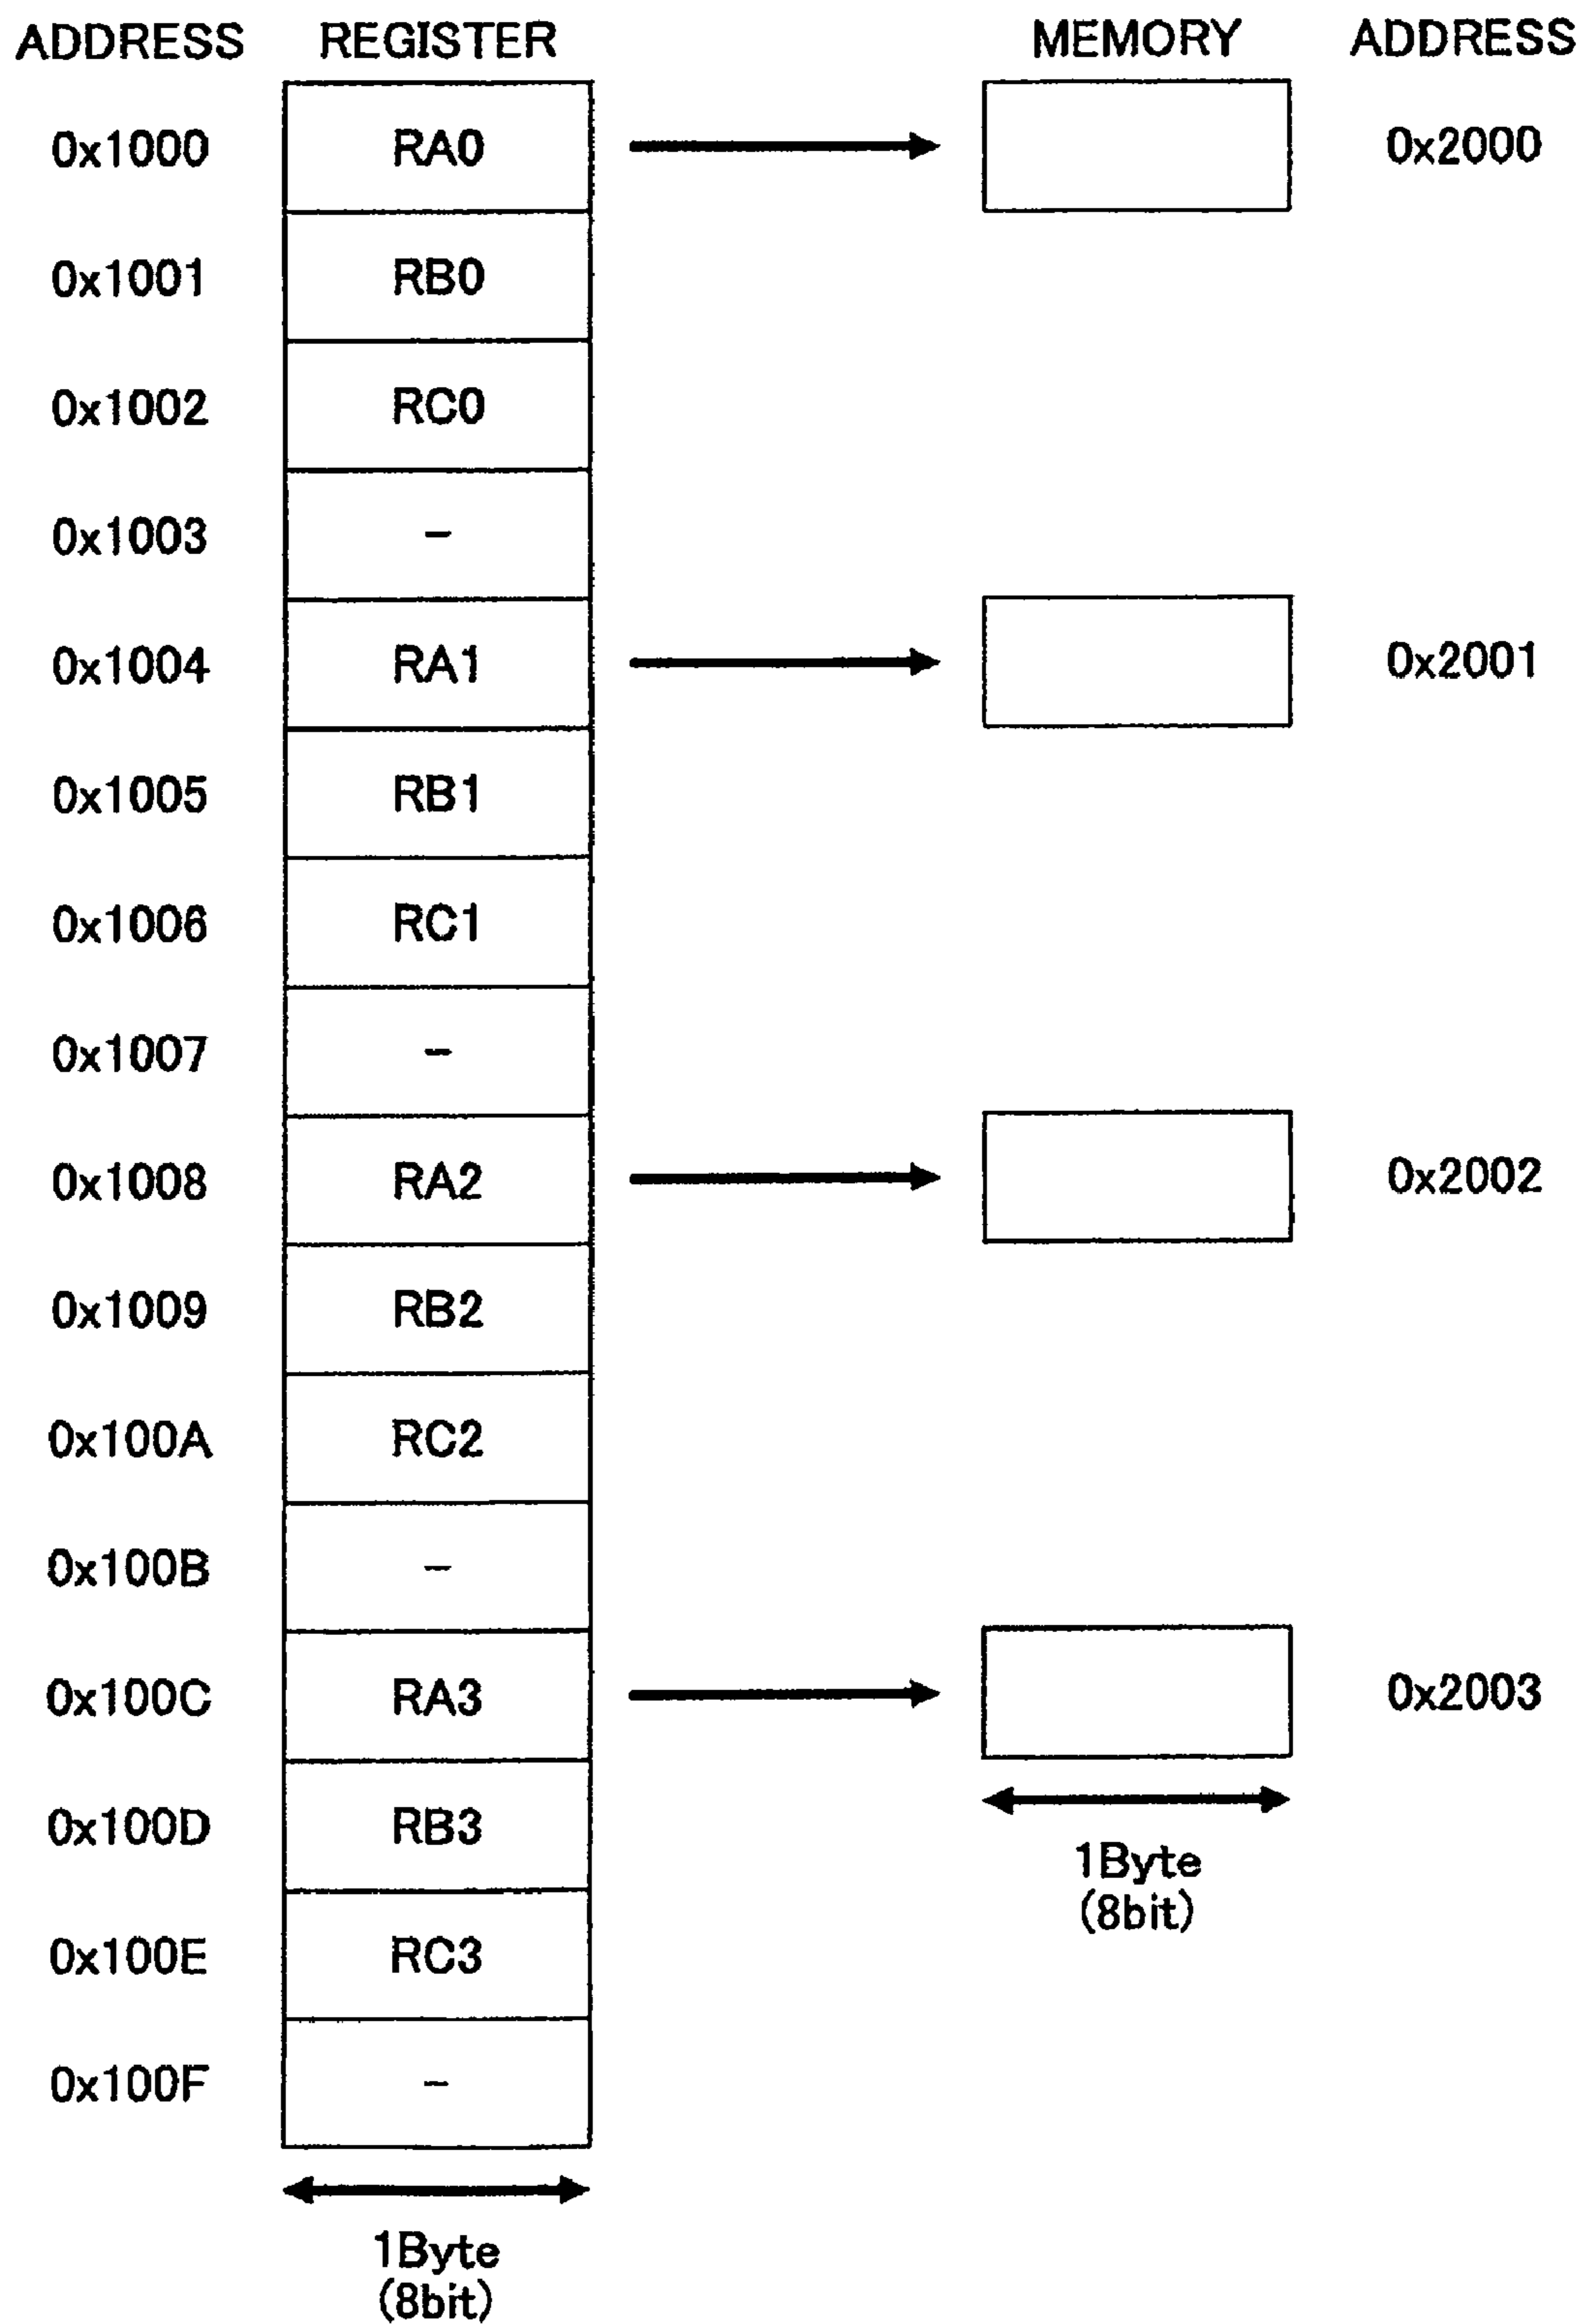 ADDRESS REGISTER MEMORY ADDRESS
0x1000 RA0 0x2000
0x1001 RB0
0x1002 RC0
0x1003 -
0x1004 RA1 0x2001
0x1005 RB1
0x1006 RC1
0x1007 -
0x1008 RA2 0x2002
0x1009 RB2
0x100A RC2
0x100B -
0x100C RA3 0x2003
0x100D RB3
1Byte
(8bit)
0x100E RC3
0x100F -
1Byte
(8bit)